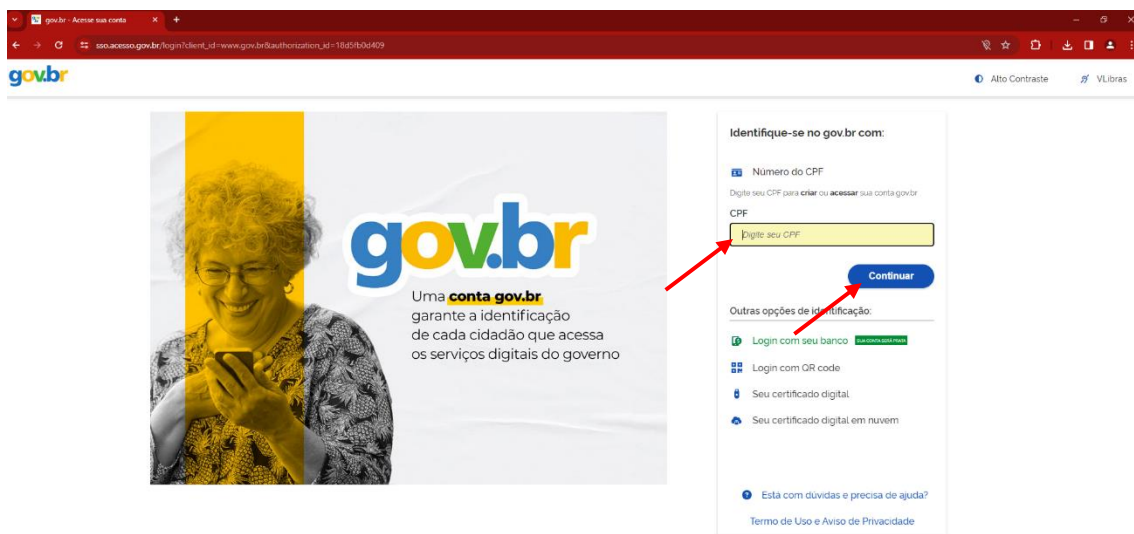 gov.br - Acesse sua conta
sso.acesso.gov.br/login?client_id=www.gov.br&authorization_id=18d5fb0d409
gov.br
Alto Contraste
VLibras
gov.br
Uma conta gov.br
garante a identificação
de cada cidadão que acessa
os serviços digitais do governo
Identifique-se no gov.br com:
Número do CPF
Digite seu CPF para criar ou acessar sua conta gov.br
CPF
Digite seu CPF
Continuar
Outras opções de identificação:
Login com seu banco SUA CONTA SERÁ PRATA
Login com QR code
Seu certificado digital
Seu certificado digital em nuvem
Está com dúvidas e precisa de ajuda?
Termo de Uso e Aviso de Privacidade